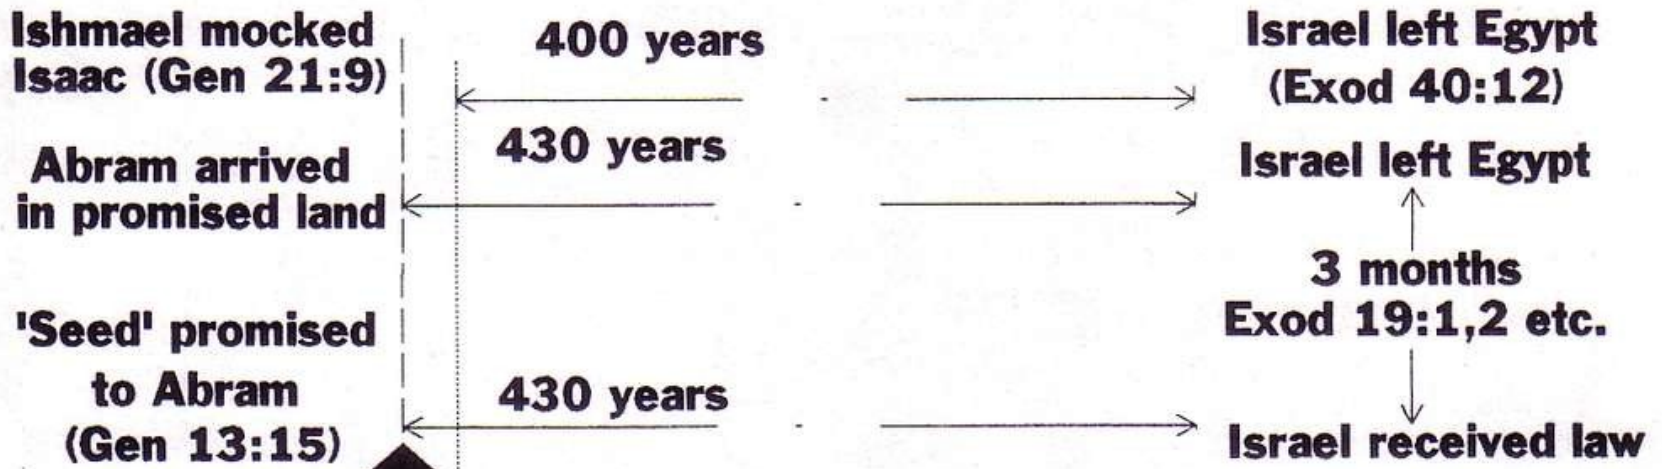 Ishmael mocked
Isaac (Gen 21:9)
400 years
Israel left Egypt
(Exod 40:12)
Abram arrived
in promised land
430 years
Israel left Egypt
3 months
Exod 19:1,2 etc.
'Seed' promised
to Abram
(Gen 13:15)
430 years
Israel received law